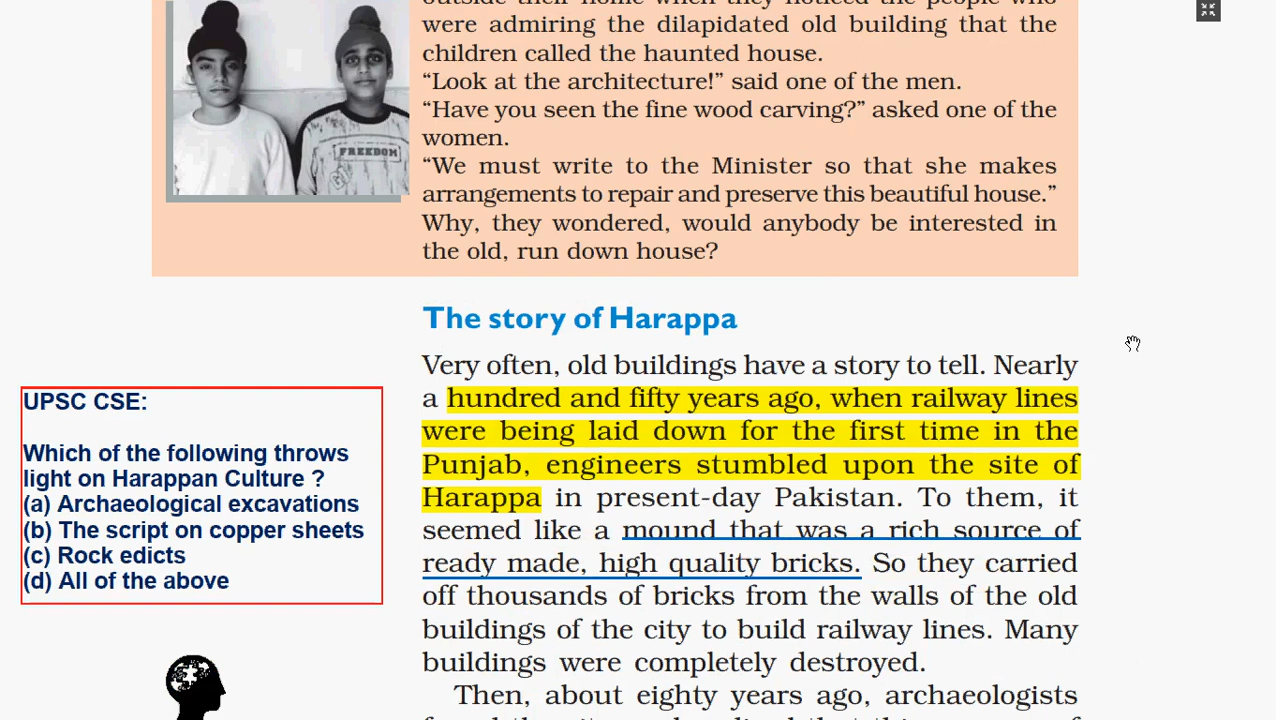 were admiring the dilapidated old building that the
children called the haunted house.
“Look at the architecture!” said one of the men.
“Have you seen the fine wood carving?” asked one of the
women.
“We must write to the Minister so that she makes
arrangements to repair and preserve this beautiful house.”
Why, they wondered, would anybody be interested in
the old, run down house?
FREEDOM
The story of Harappa
Very often, old buildings have a story to tell. Nearly
a hundred and fifty years ago, when railway lines
were being laid down for the first time in the
Punjab, engineers stumbled upon the site of
Harappa in present-day Pakistan. To them, it
seemed like a mound that was a rich source of
ready made, high quality bricks. So they carried
off thousands of bricks from the walls of the old
buildings of the city to build railway lines. Many
buildings were completely destroyed.
Then, about eighty years ago, archaeologists
UPSC CSE:
Which of the following throws
light on Harappan Culture ?
(a) Archaeological excavations
(b) The script on copper sheets
(c) Rock edicts
(d) All of the above